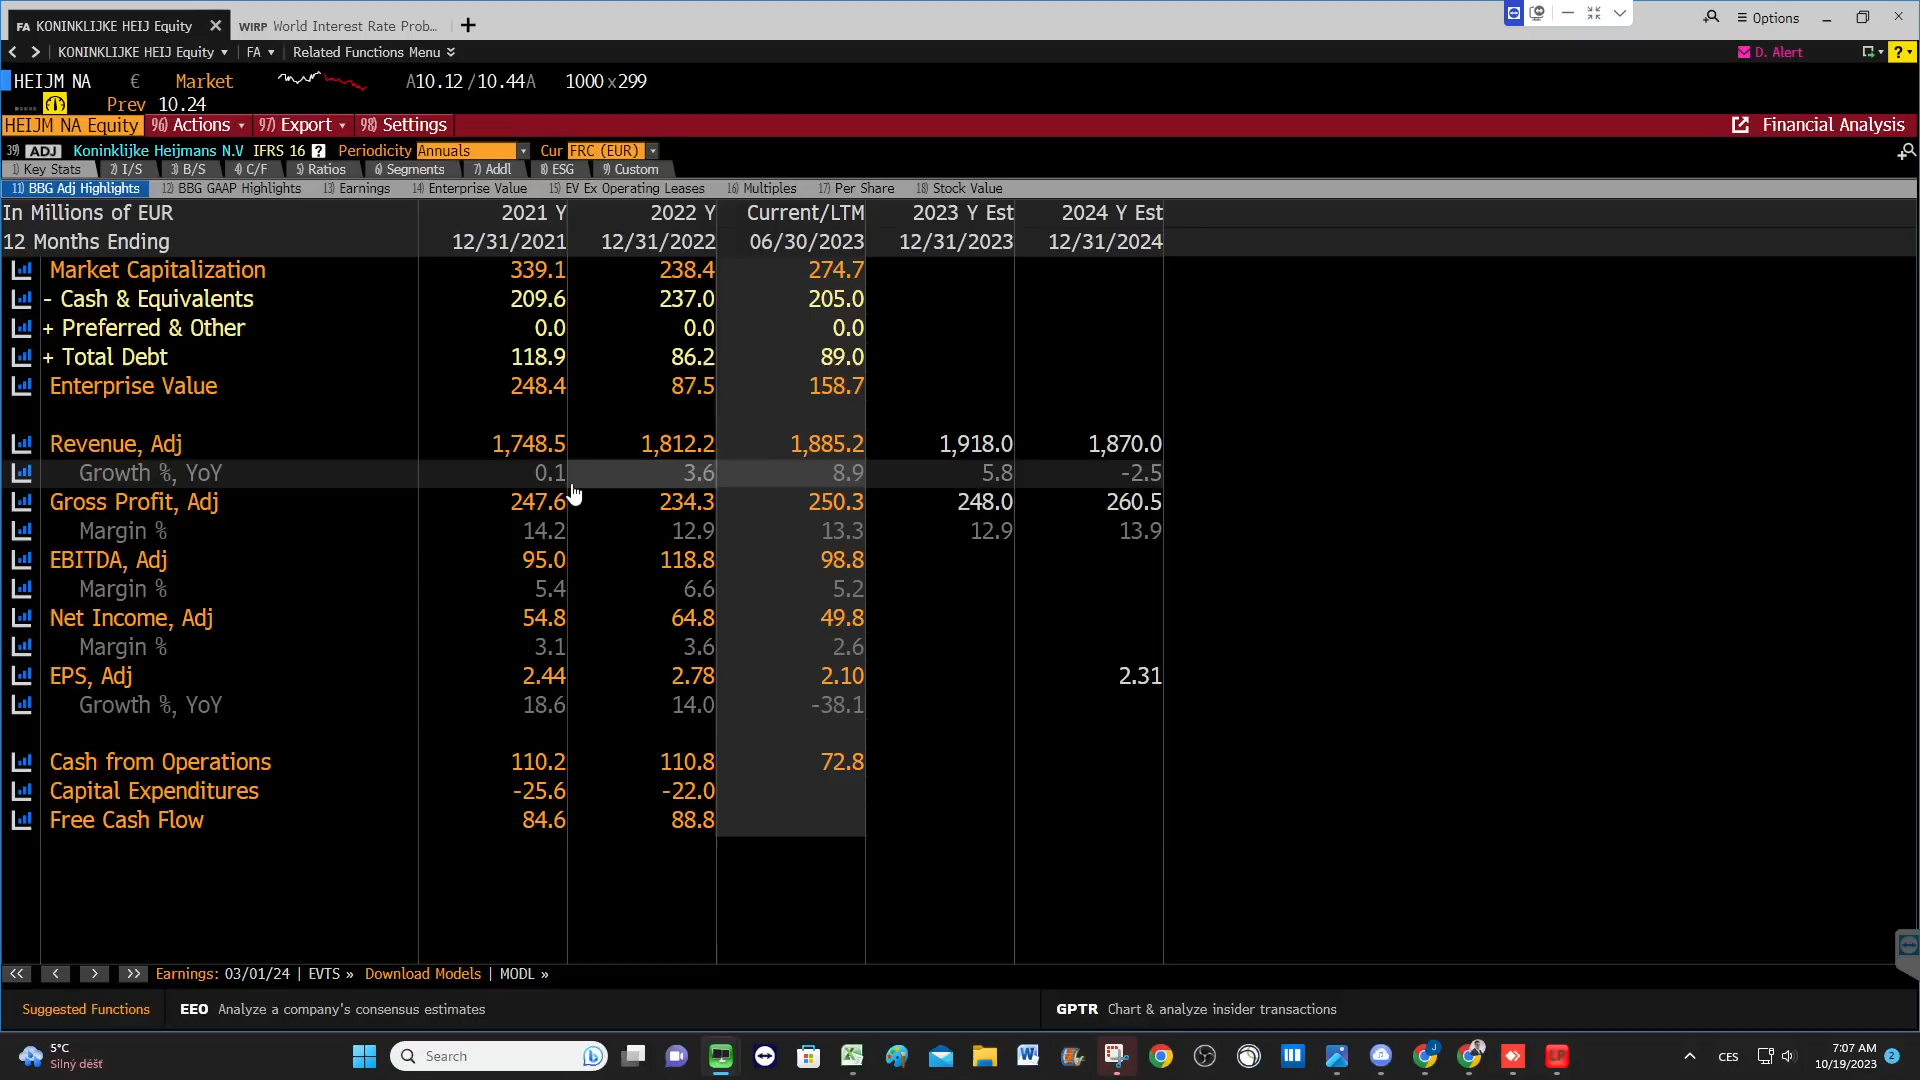 FA KONINKLIJKE HEIJ Equity ✕ WIRP World Interest Rate Prob... +
Options
KONINKLIJKE HEIJ Equity FA Related Functions Menu D. Alert ?
HEIJM NA € Market A10.12 /10.44A 1000 x299
Prev 10.24
HEIJM NA Equity 96) Actions 97) Export 98) Settings Financial Analysis
39) ADJ Koninklijke Heijmans N.V IFRS 16 ? Periodicity Annuals Cur FRC (EUR)
1) Key Stats 2) I/S 3) B/S 4) C/F 5) Ratios 6) Segments 7) Addl 8) ESG 9) Custom
11) BBG Adj Highlights 12) BBG GAAP Highlights 13) Earnings 14) Enterprise Value 15) EV Ex Operating Leases 16) Multiples 17) Per Share 18) Stock Value
In Millions of EUR 2021 Y 2022 Y Current/LTM 2023 Y Est 2024 Y Est
12 Months Ending 12/31/2021 12/31/2022 06/30/2023 12/31/2023 12/31/2024
Market Capitalization 339.1 238.4 274.7
- Cash & Equivalents 209.6 237.0 205.0
+ Preferred & Other 0.0 0.0 0.0
+ Total Debt 118.9 86.2 89.0
Enterprise Value 248.4 87.5 158.7
Revenue, Adj 1,748.5 1,812.2 1,885.2 1,918.0 1,870.0
Growth %, YoY 0.1 3.6 8.9 5.8 -2.5
Gross Profit, Adj 247.6 234.3 250.3 248.0 260.5
Margin % 14.2 12.9 13.3 12.9 13.9
EBITDA, Adj 95.0 118.8 98.8
Margin % 5.4 6.6 5.2
Net Income, Adj 54.8 64.8 49.8
Margin % 3.1 3.6 2.6
EPS, Adj 2.44 2.78 2.10 2.31
Growth %, YoY 18.6 14.0 -38.1
Cash from Operations 110.2 110.8 72.8
Capital Expenditures -25.6 -22.0
Free Cash Flow 84.6 88.8
<< < > >> Earnings: 03/01/24 | EVTS » Download Models | MODL »
Suggested Functions EEO Analyze a company's consensus estimates GPTR Chart & analyze insider transactions
5°C
Silný déšť
Search
CES
7:07 AM
10/19/2023
2